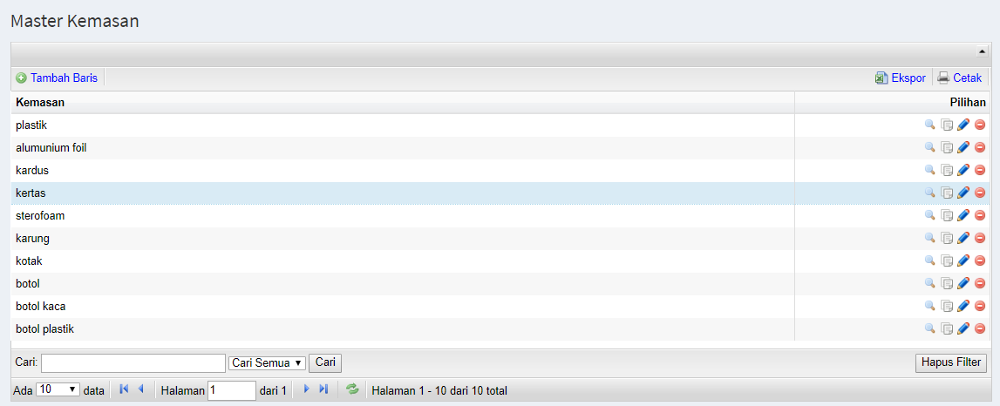 Master Kemasan
Tambah Baris Ekspor Cetak
Kemasan Pilihan
plastik
alumunium foil
kardus
kertas
sterofoam
karung
kotak
botol
botol kaca
botol plastik
Cari: Cari Semua Cari Hapus Filter
Ada 10 data Halaman 1 dari 1 Halaman 1 - 10 dari 10 total